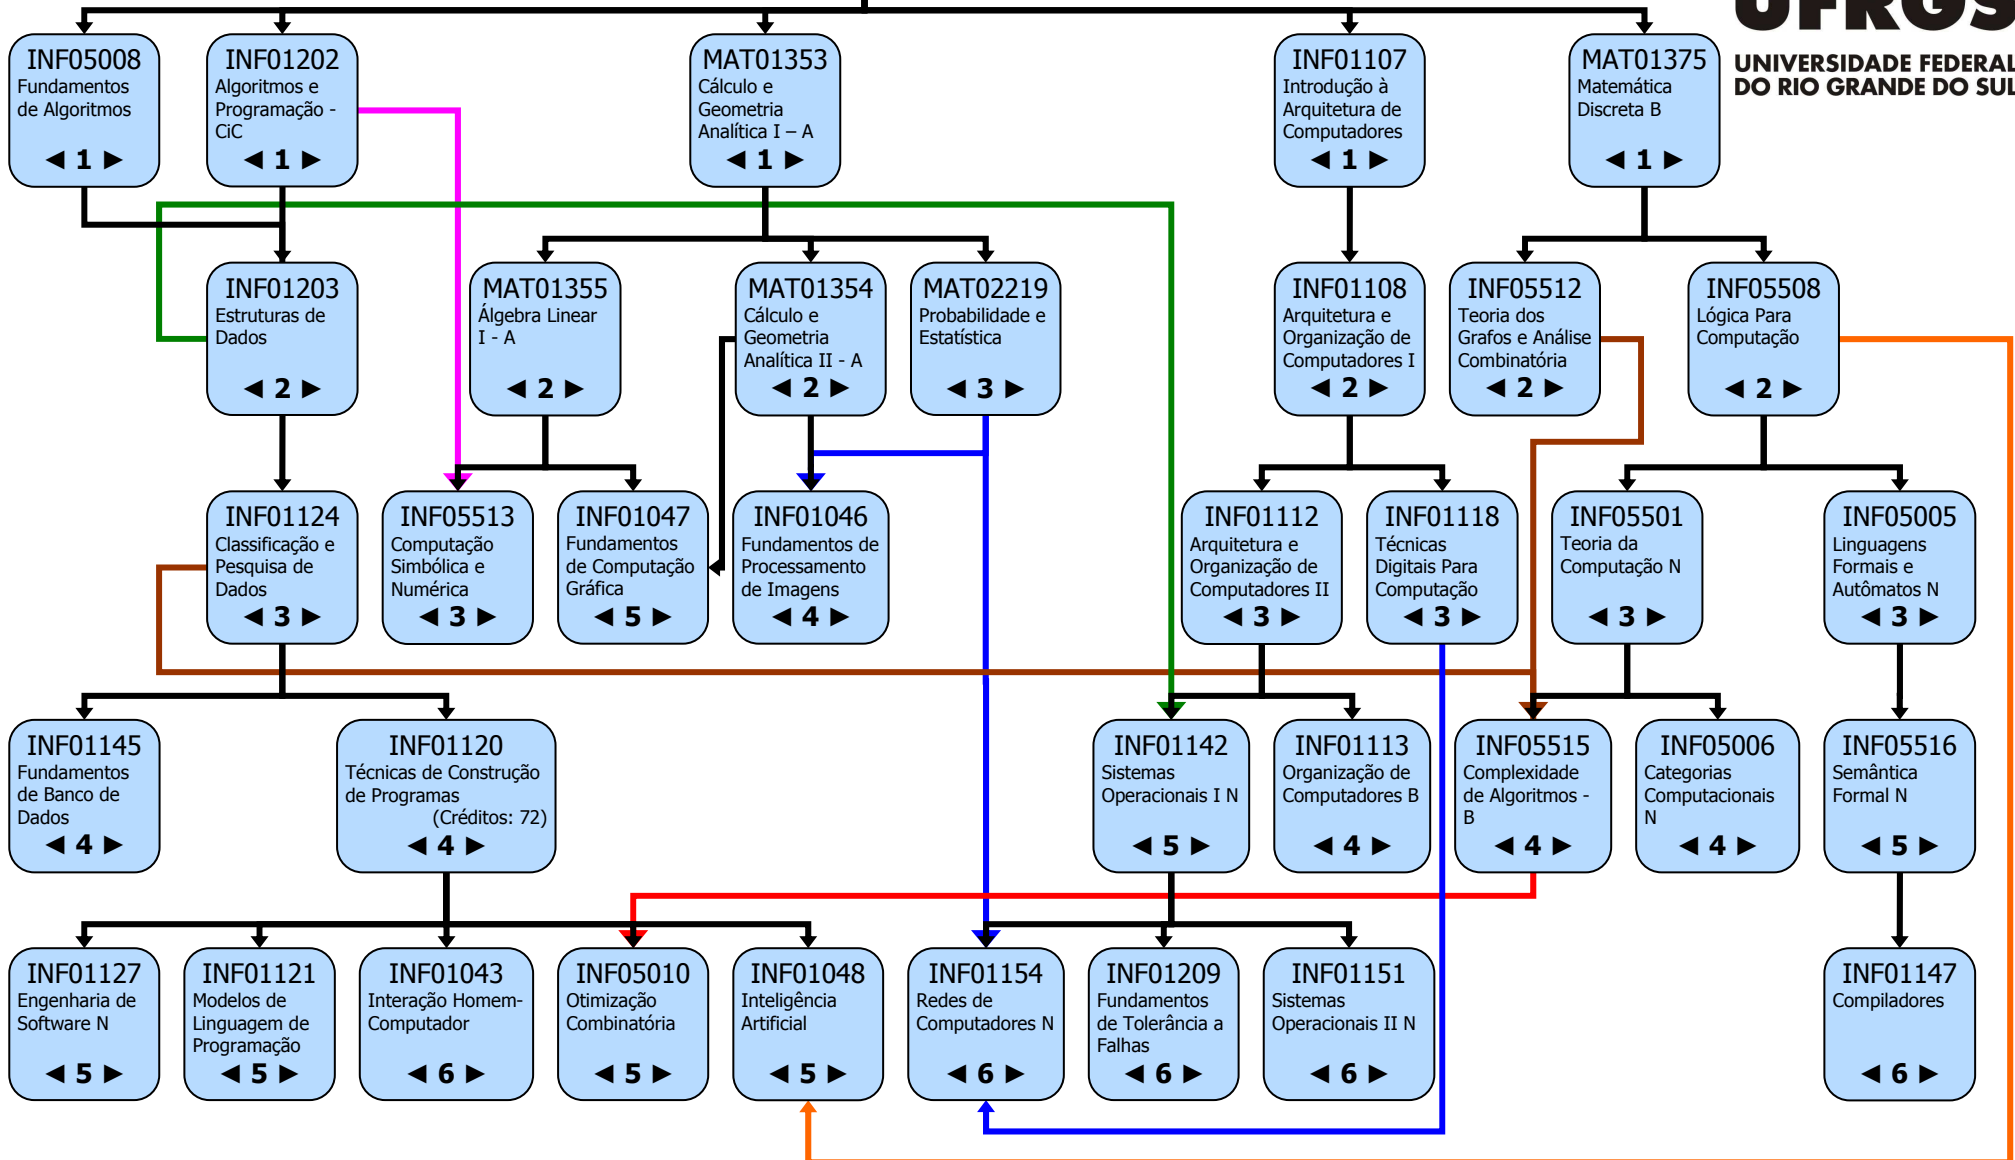 UFRGS
UNIVERSIDADE FEDERAL
DO RIO GRANDE DO SUL
INF05008
Fundamentos
de Algoritmos
◄ 1 ►
INF01202
Algoritmos e
Programação -
CiC
◄ 1 ►
MAT01353
Cálculo e
Geometria
Analítica I – A
◄ 1 ►
INF01107
Introdução à
Arquitetura de
Computadores
◄ 1 ►
MAT01375
Matemática
Discreta B
◄ 1 ►
INF01203
Estruturas de
Dados
◄ 2 ►
MAT01355
Álgebra Linear
I - A
◄ 2 ►
MAT01354
Cálculo e
Geometria
Analítica II - A
◄ 2 ►
MAT02219
Probabilidade e
Estatística
◄ 3 ►
INF01108
Arquitetura e
Organização de
Computadores I
◄ 2 ►
INF05512
Teoria dos
Grafos e Análise
Combinatória
◄ 2 ►
INF05508
Lógica Para
Computação
◄ 2 ►
INF01124
Classificação e
Pesquisa de
Dados
◄ 3 ►
INF05513
Computação
Simbólica e
Numérica
◄ 3 ►
INF01047
Fundamentos
de Computação
Gráfica
◄ 5 ►
INF01046
Fundamentos de
Processamento
de Imagens
◄ 4 ►
INF01112
Arquitetura e
Organização de
Computadores II
◄ 3 ►
INF01118
Técnicas
Digitais Para
Computação
◄ 3 ►
INF05501
Teoria da
Computação N
◄ 3 ►
INF05005
Linguagens
Formais e
Autômatos N
◄ 3 ►
INF01145
Fundamentos
de Banco de
Dados
◄ 4 ►
INF01120
Técnicas de Construção
de Programas
(Créditos: 72)
◄ 4 ►
INF01142
Sistemas
Operacionais I N
◄ 5 ►
INF01113
Organização de
Computadores B
◄ 4 ►
INF05515
Complexidade
de Algoritmos -
B
◄ 4 ►
INF05006
Categorias
Computacionais
N
◄ 4 ►
INF05516
Semântica
Formal N
◄ 5 ►
INF01127
Engenharia de
Software N
◄ 5 ►
INF01121
Modelos de
Linguagem de
Programação
◄ 5 ►
INF01043
Interação Homem-
Computador
◄ 6 ►
INF05010
Otimização
Combinatória
◄ 5 ►
INF01048
Inteligência
Artificial
◄ 5 ►
INF01154
Redes de
Computadores N
◄ 6 ►
INF01209
Fundamentos
de Tolerância a
Falhas
◄ 6 ►
INF01151
Sistemas
Operacionais II N
◄ 6 ►
INF01147
Compiladores
◄ 6 ►